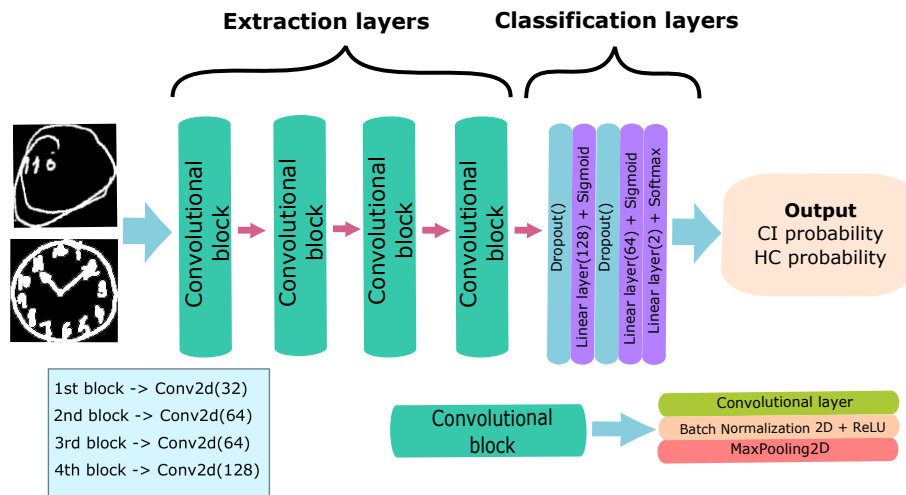 Extraction layers
Classification layers
Convolutional
block
Convolutional
block
Convolutional
block
Convolutional
block
Dropout()
Linear layer(128) + Sigmoid
Dropout()
Linear layer(64) + Sigmoid
Linear layer(2) + Softmax
Output
CI probability
HC probability
1st block -> Conv2d(32)
2nd block -> Conv2d(64)
3rd block -> Conv2d(64)
4th block -> Conv2d(128)
Convolutional
block
Convolutional layer
Batch Normalization 2D + ReLU
MaxPooling2D